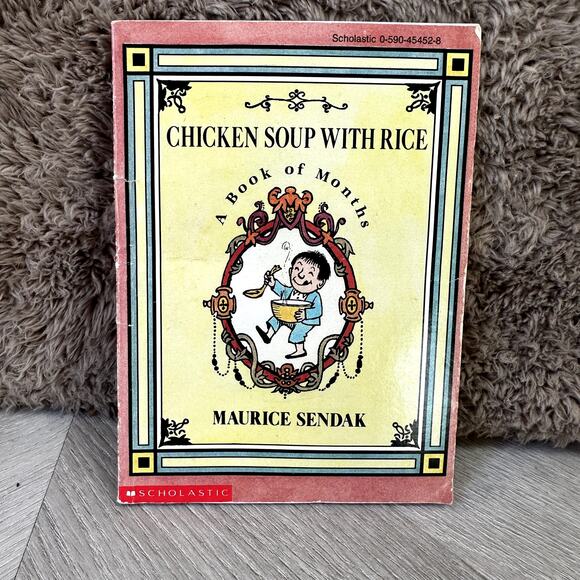 Scholastic 0-590-45452-8
CHICKEN SOUP WITH RICE
A Book of Months
MAURICE SENDAK
SCHOLASTIC